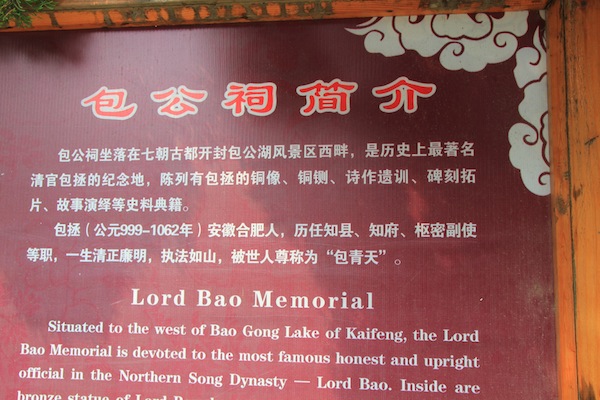 包公祠简介
包公祠坐落在七朝古都开封包公湖风景区西畔，是历史上最著名
清官包拯的纪念地，陈列有包拯的铜像、铜铡、诗作遗训、碑刻拓
片、故事演绎等史料典籍。
包拯（公元999-1062年）安徽合肥人，历任知县、知府、枢密副使
等职，一生清正廉明，执法如山，被世人尊称为“包青天”。
Lord Bao Memorial
Situated to the west of Bao Gong Lake of Kaifeng, the Lord
Bao Memorial is devoted to the most famous honest and upright
official in the Northern Song Dynasty — Lord Bao. Inside are
bronze statue of Lord